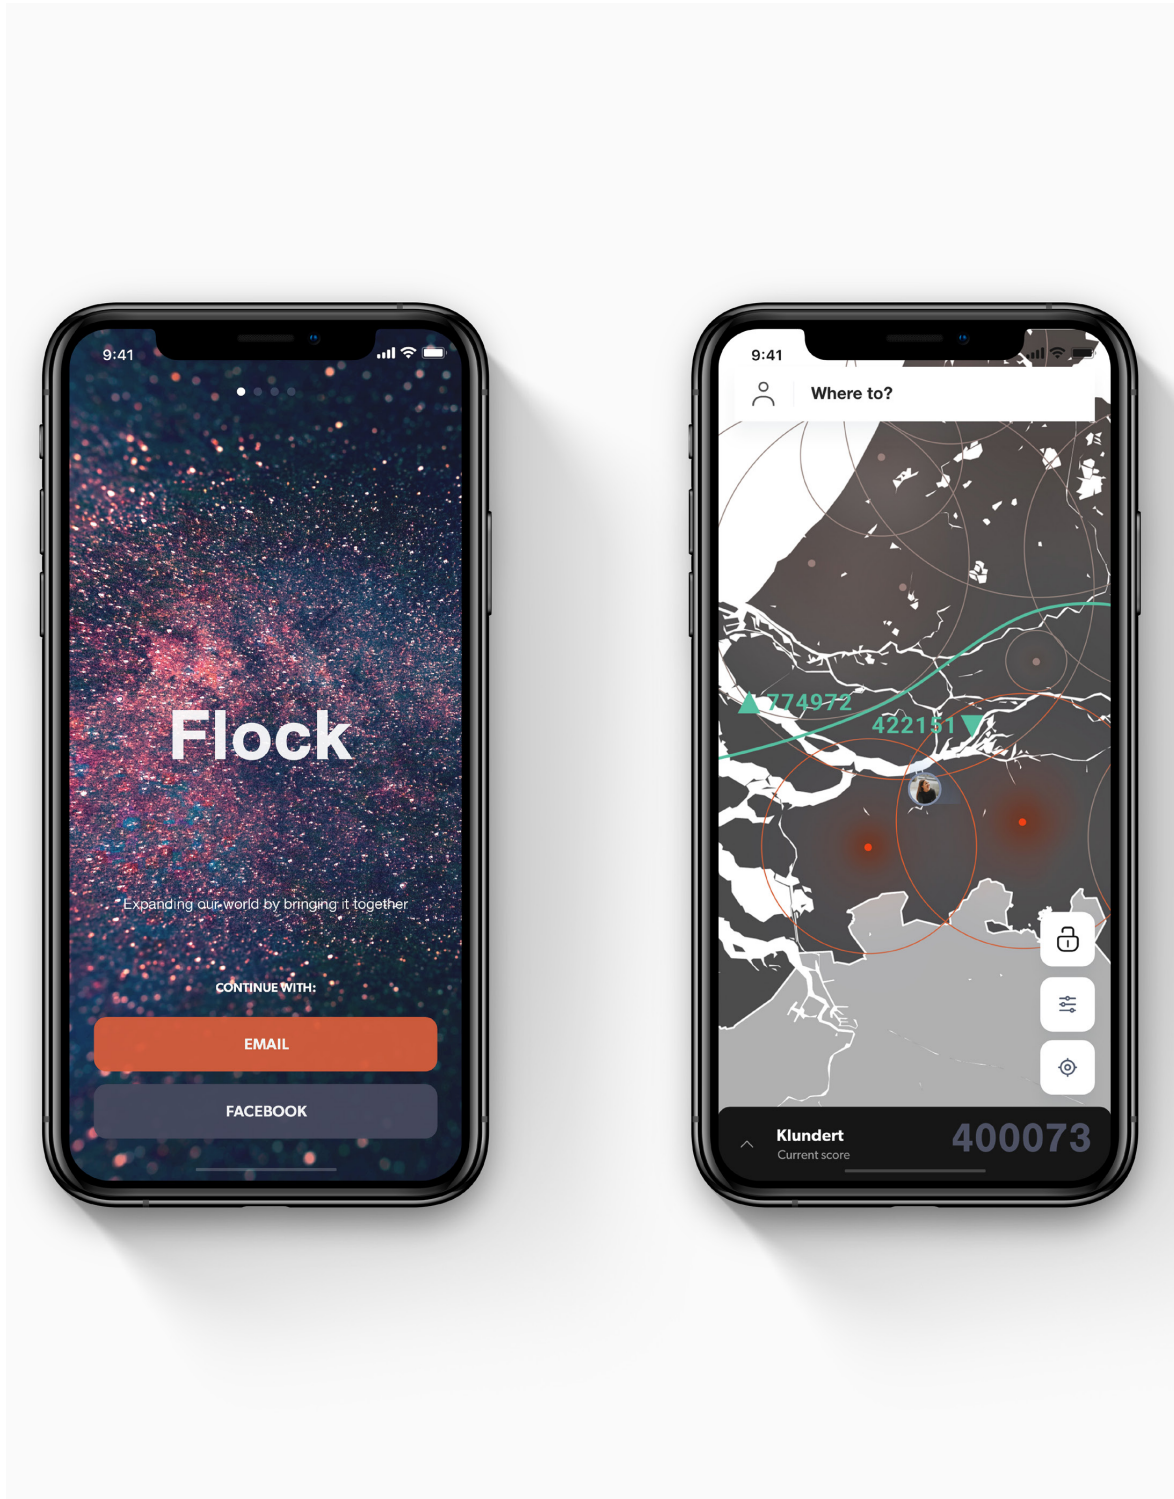 9:41
Flock
Expanding our world by bringing it together
CONTINUE WITH:
EMAIL
FACEBOOK
9:41
Where to?
774972
422151
Klundert
Current score
400073